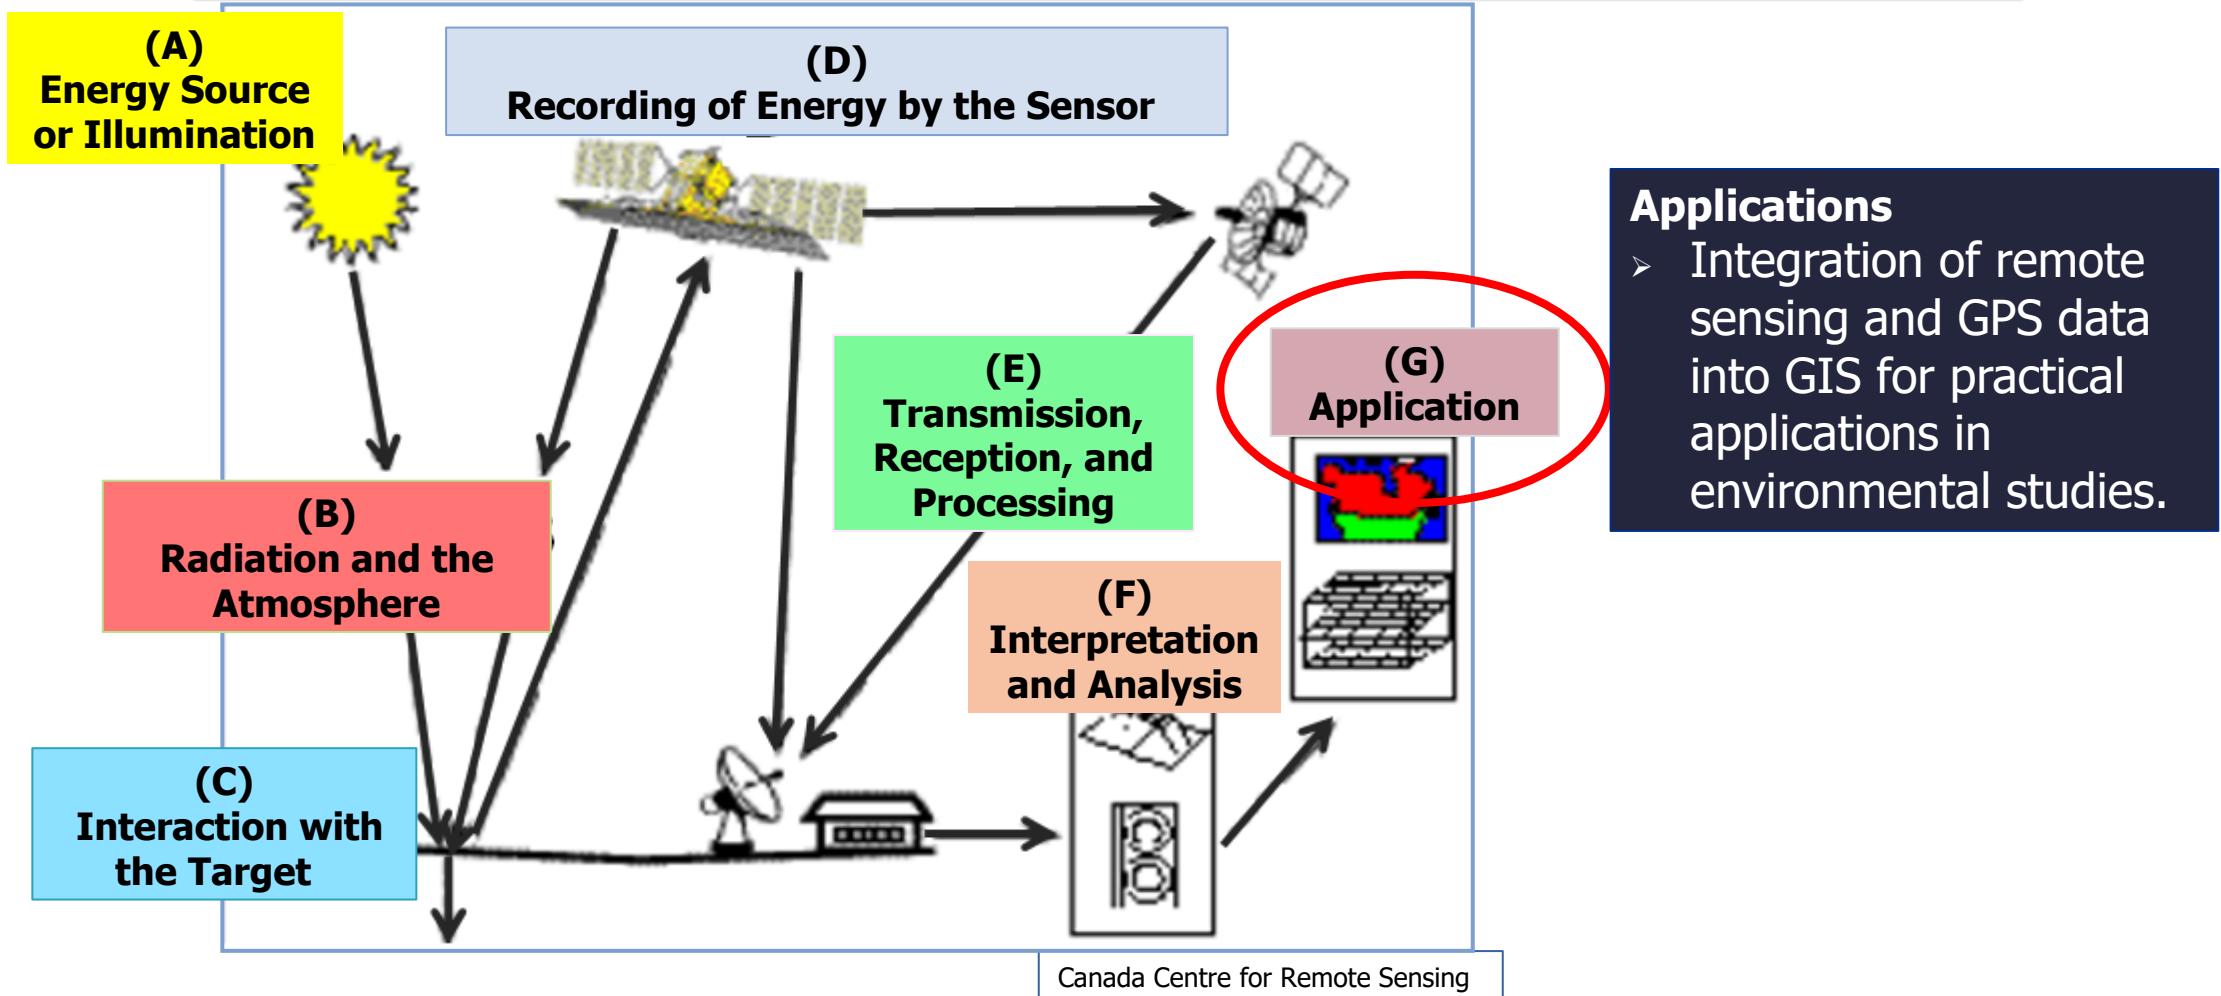 (A)
Energy Source
or Illumination
(D)
Recording of Energy by the Sensor
Applications
➢ Integration of remote
sensing and GPS data
into GIS for practical
applications in
environmental studies.
(E)
Transmission,
Reception, and
Processing
(G)
Application
(B)
Radiation and the
Atmosphere
(F)
Interpretation
and Analysis
(C)
Interaction with
the Target
Canada Centre for Remote Sensing